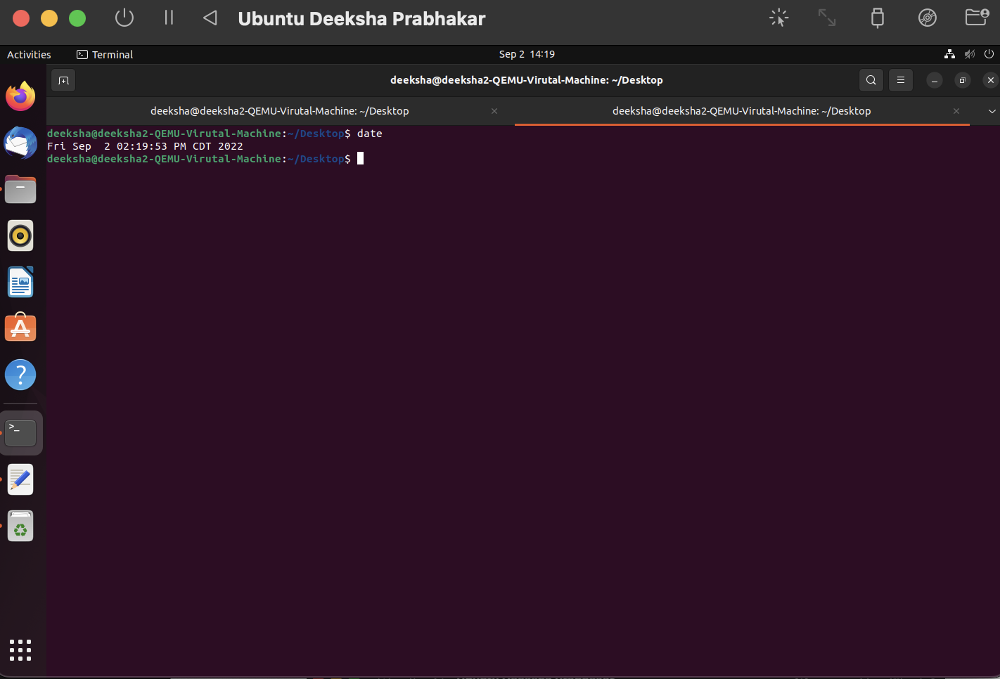 Ubuntu Deeksha Prabhakar
Activities Terminal Sep 2 14:19
deeksha@deeksha2-QEMU-Virutal-Machine: ~/Desktop
deeksha@deeksha2-QEMU-Virutal-Machine: ~/Desktop × deeksha@deeksha2-QEMU-Virutal-Machine: ~/Desktop ×
deeksha@deeksha2-QEMU-Virutal-Machine:~/Desktop$ date
Fri Sep  2 02:19:53 PM CDT 2022
deeksha@deeksha2-QEMU-Virutal-Machine:~/Desktop$